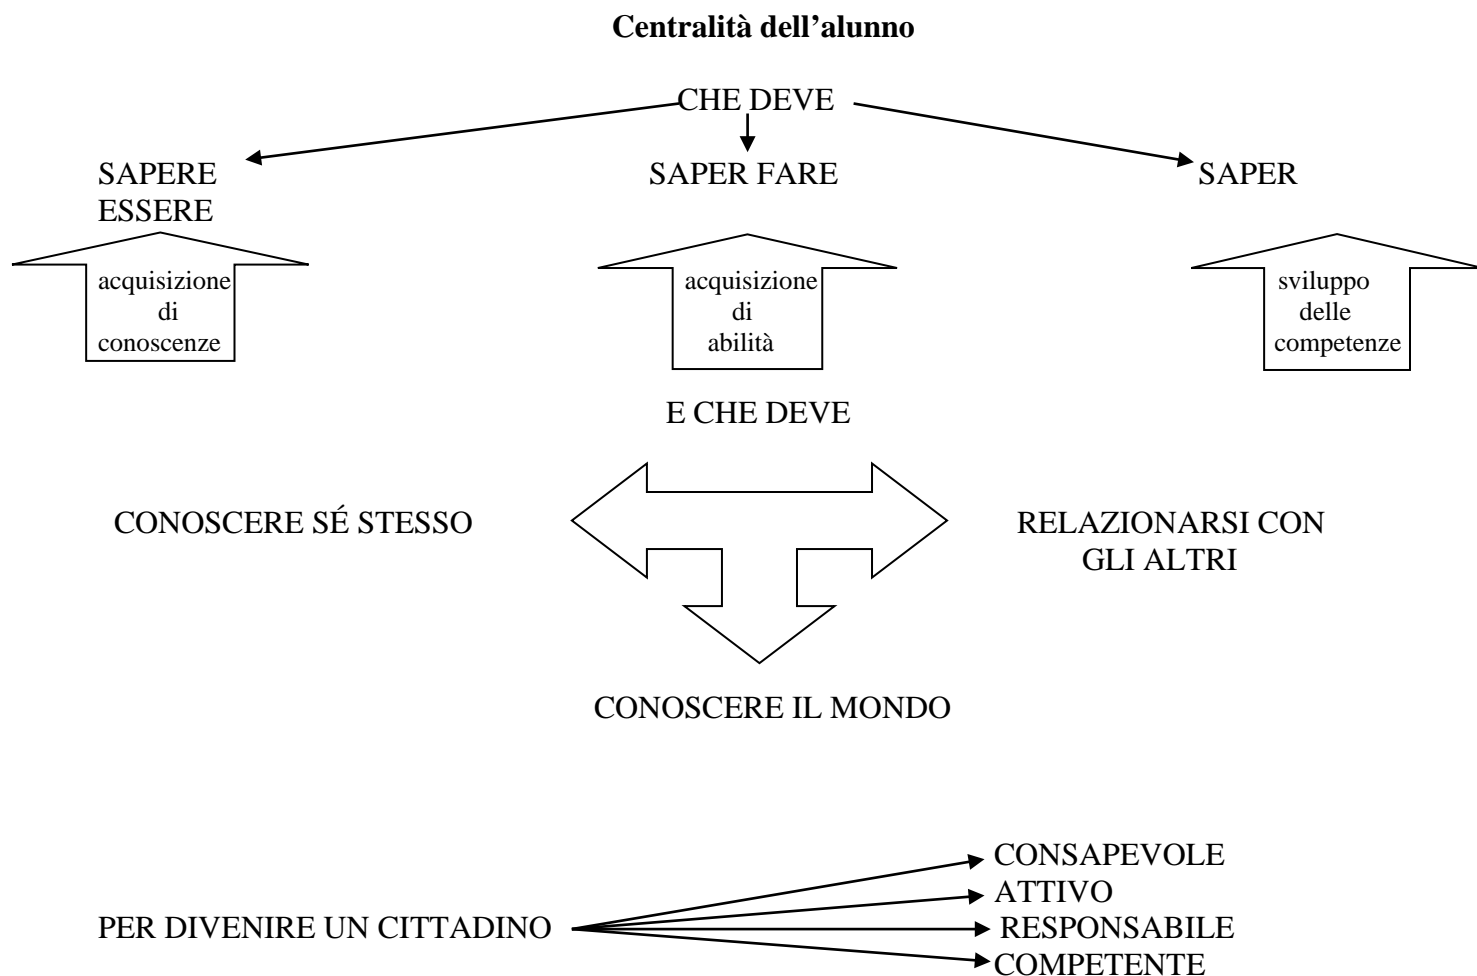 Centralità dell'alunno
CHE DEVE
SAPERE SAPER FARE SAPER
ESSERE
acquisizione
di
conoscenze
acquisizione
di
abilità
sviluppo
delle
competenze
E CHE DEVE
CONOSCERE SÉ STESSO
RELAZIONARSI CON
GLI ALTRI
CONOSCERE IL MONDO
PER DIVENIRE UN CITTADINO
CONSAPEVOLE
ATTIVO
RESPONSABILE
COMPETENTE